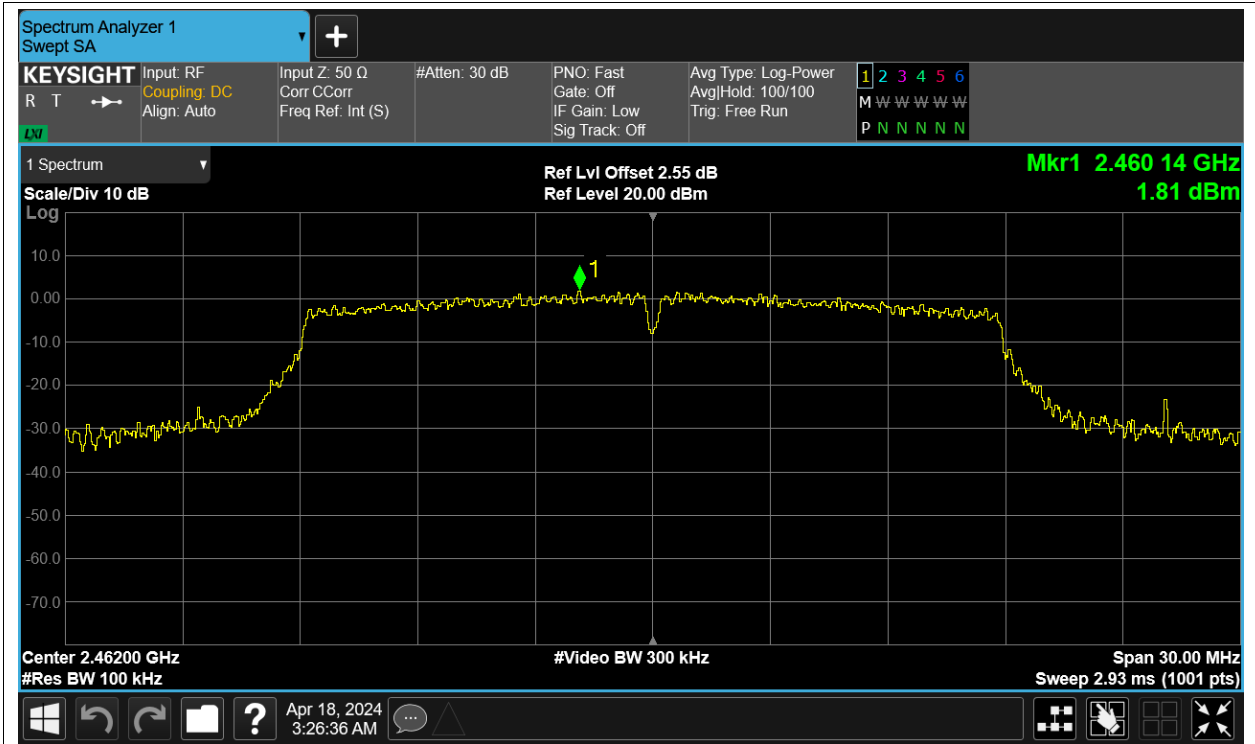 Spectrum Analyzer 1
Swept SA
KEYSIGHT
R T
LXI
Input: RF
Coupling: DC
Align: Auto
Input Z: 50 Ω
Corr CCorr
Freq Ref: Int (S)
#Atten: 30 dB
PNO: Fast
Gate: Off
IF Gain: Low
Sig Track: Off
Avg Type: Log-Power
Avg|Hold: 100/100
Trig: Free Run
1 2 3 4 5 6
M W W W W W
P N N N N N
1 Spectrum
Scale/Div 10 dB
Log
Ref Lvl Offset 2.55 dB
Ref Level 20.00 dBm
Mkr1 2.460 14 GHz
1.81 dBm
1
10.0
0.00
-10.0
-20.0
-30.0
-40.0
-50.0
-60.0
-70.0
Center 2.46200 GHz
#Res BW 100 kHz
#Video BW 300 kHz
Span 30.00 MHz
Sweep 2.93 ms (1001 pts)
?
Apr 18, 2024
3:26:36 AM